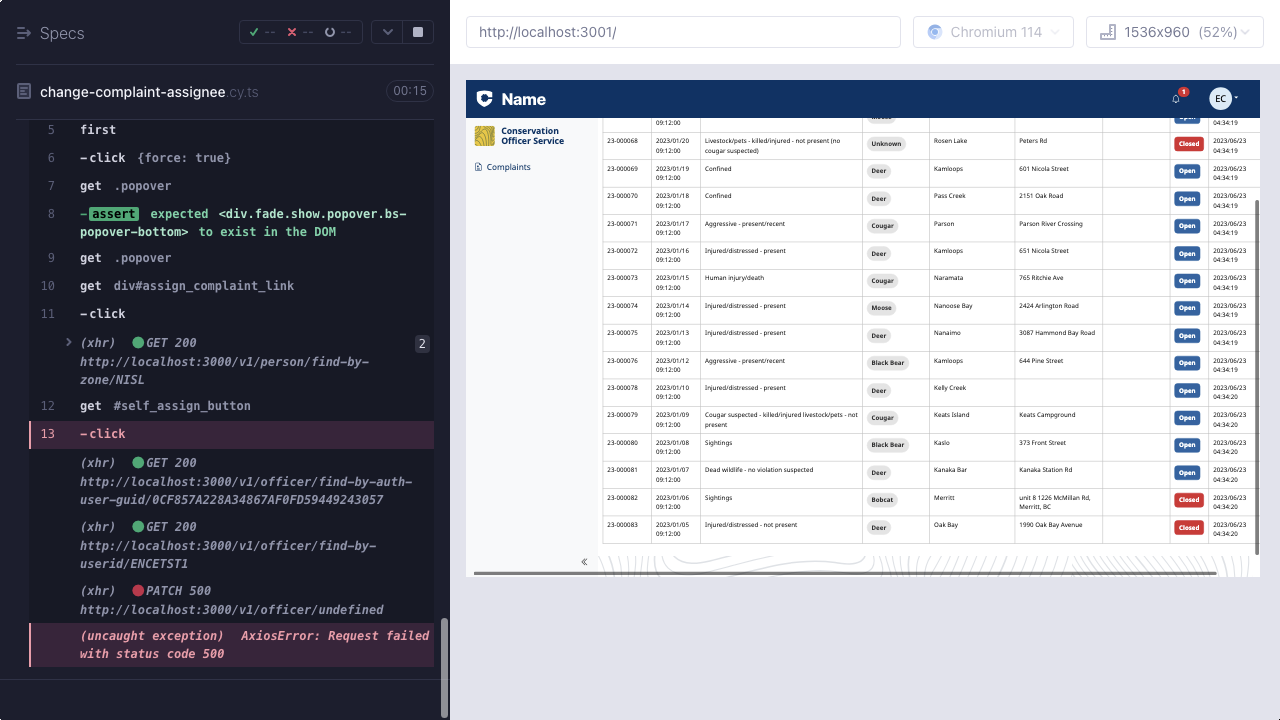 Specs
-- -- --
change-complaint-assignee.cy.ts 00:15
5 first
6 -click {force: true}
7 get .popover
8 -assert expected <div.fade.show.popover.bs-
popover-bottom> to exist in the DOM
9 get .popover
10 get div#assign_complaint_link
11 -click
(xhr) GET 200 2
http://localhost:3000/v1/person/find-by-
zone/NISL
12 get #self_assign_button
13 -click
(xhr) GET 200
http://localhost:3000/v1/officer/find-by-auth-
user-guid/0CF857A228A34867AF0FD59449243057
(xhr) GET 200
http://localhost:3000/v1/officer/find-by-
userid/ENCETST1
(xhr) PATCH 500
http://localhost:3000/v1/officer/undefined
(uncaught exception) AxiosError: Request failed
with status code 500
http://localhost:3001/
Chromium 114
1536x960 (52%)
Name
1
EC
Conservation
Officer Service
Complaints
09:12:00 Open 04:34:19
23-000068 2023/01/20 Livestock/pets - killed/injured - not present (no Unknown Rosen Lake Peters Rd Closed 2023/06/23
09:12:00 cougar suspected) 04:34:19
23-000069 2023/01/19 Confined Deer Kamloops 601 Nicola Street Open 2023/06/23
09:12:00 04:34:19
23-000070 2023/01/18 Confined Deer Pass Creek 2151 Oak Road Open 2023/06/23
09:12:00 04:34:19
23-000071 2023/01/17 Aggressive - present/recent Cougar Parson Parson River Crossing Open 2023/06/23
09:12:00 04:34:19
23-000072 2023/01/16 Injured/distressed - present Deer Kamloops 651 Nicola Street Open 2023/06/23
09:12:00 04:34:19
23-000073 2023/01/15 Human injury/death Cougar Naramata 765 Ritchie Ave Open 2023/06/23
09:12:00 04:34:19
23-000074 2023/01/14 Injured/distressed - present Moose Nanoose Bay 2424 Arlington Road Open 2023/06/23
09:12:00 04:34:19
23-000075 2023/01/13 Injured/distressed - present Deer Nanaimo 3087 Hammond Bay Road Open 2023/06/23
09:12:00 04:34:19
23-000076 2023/01/12 Aggressive - present/recent Black Bear Kamloops 644 Pine Street Open 2023/06/23
09:12:00 04:34:19
23-000078 2023/01/10 Injured/distressed - present Deer Kelly Creek Open 2023/06/23
09:12:00 04:34:20
23-000079 2023/01/09 Cougar suspected - killed/injured livestock/pets - not Cougar Keats Island Keats Campground Open 2023/06/23
09:12:00 present 04:34:20
23-000080 2023/01/08 Sightings Black Bear Kaslo 373 Front Street Open 2023/06/23
09:12:00 04:34:20
23-000081 2023/01/07 Dead wildlife - no violation suspected Deer Kanaka Bar Kanaka Station Rd Open 2023/06/23
09:12:00 04:34:20
23-000082 2023/01/06 Sightings Bobcat Merritt unit 8 1226 McMillan Rd, Closed 2023/06/23
09:12:00 Merritt, BC 04:34:20
23-000083 2023/01/05 Injured/distressed - not present Deer Oak Bay 1990 Oak Bay Avenue Closed 2023/06/23
09:12:00 04:34:20